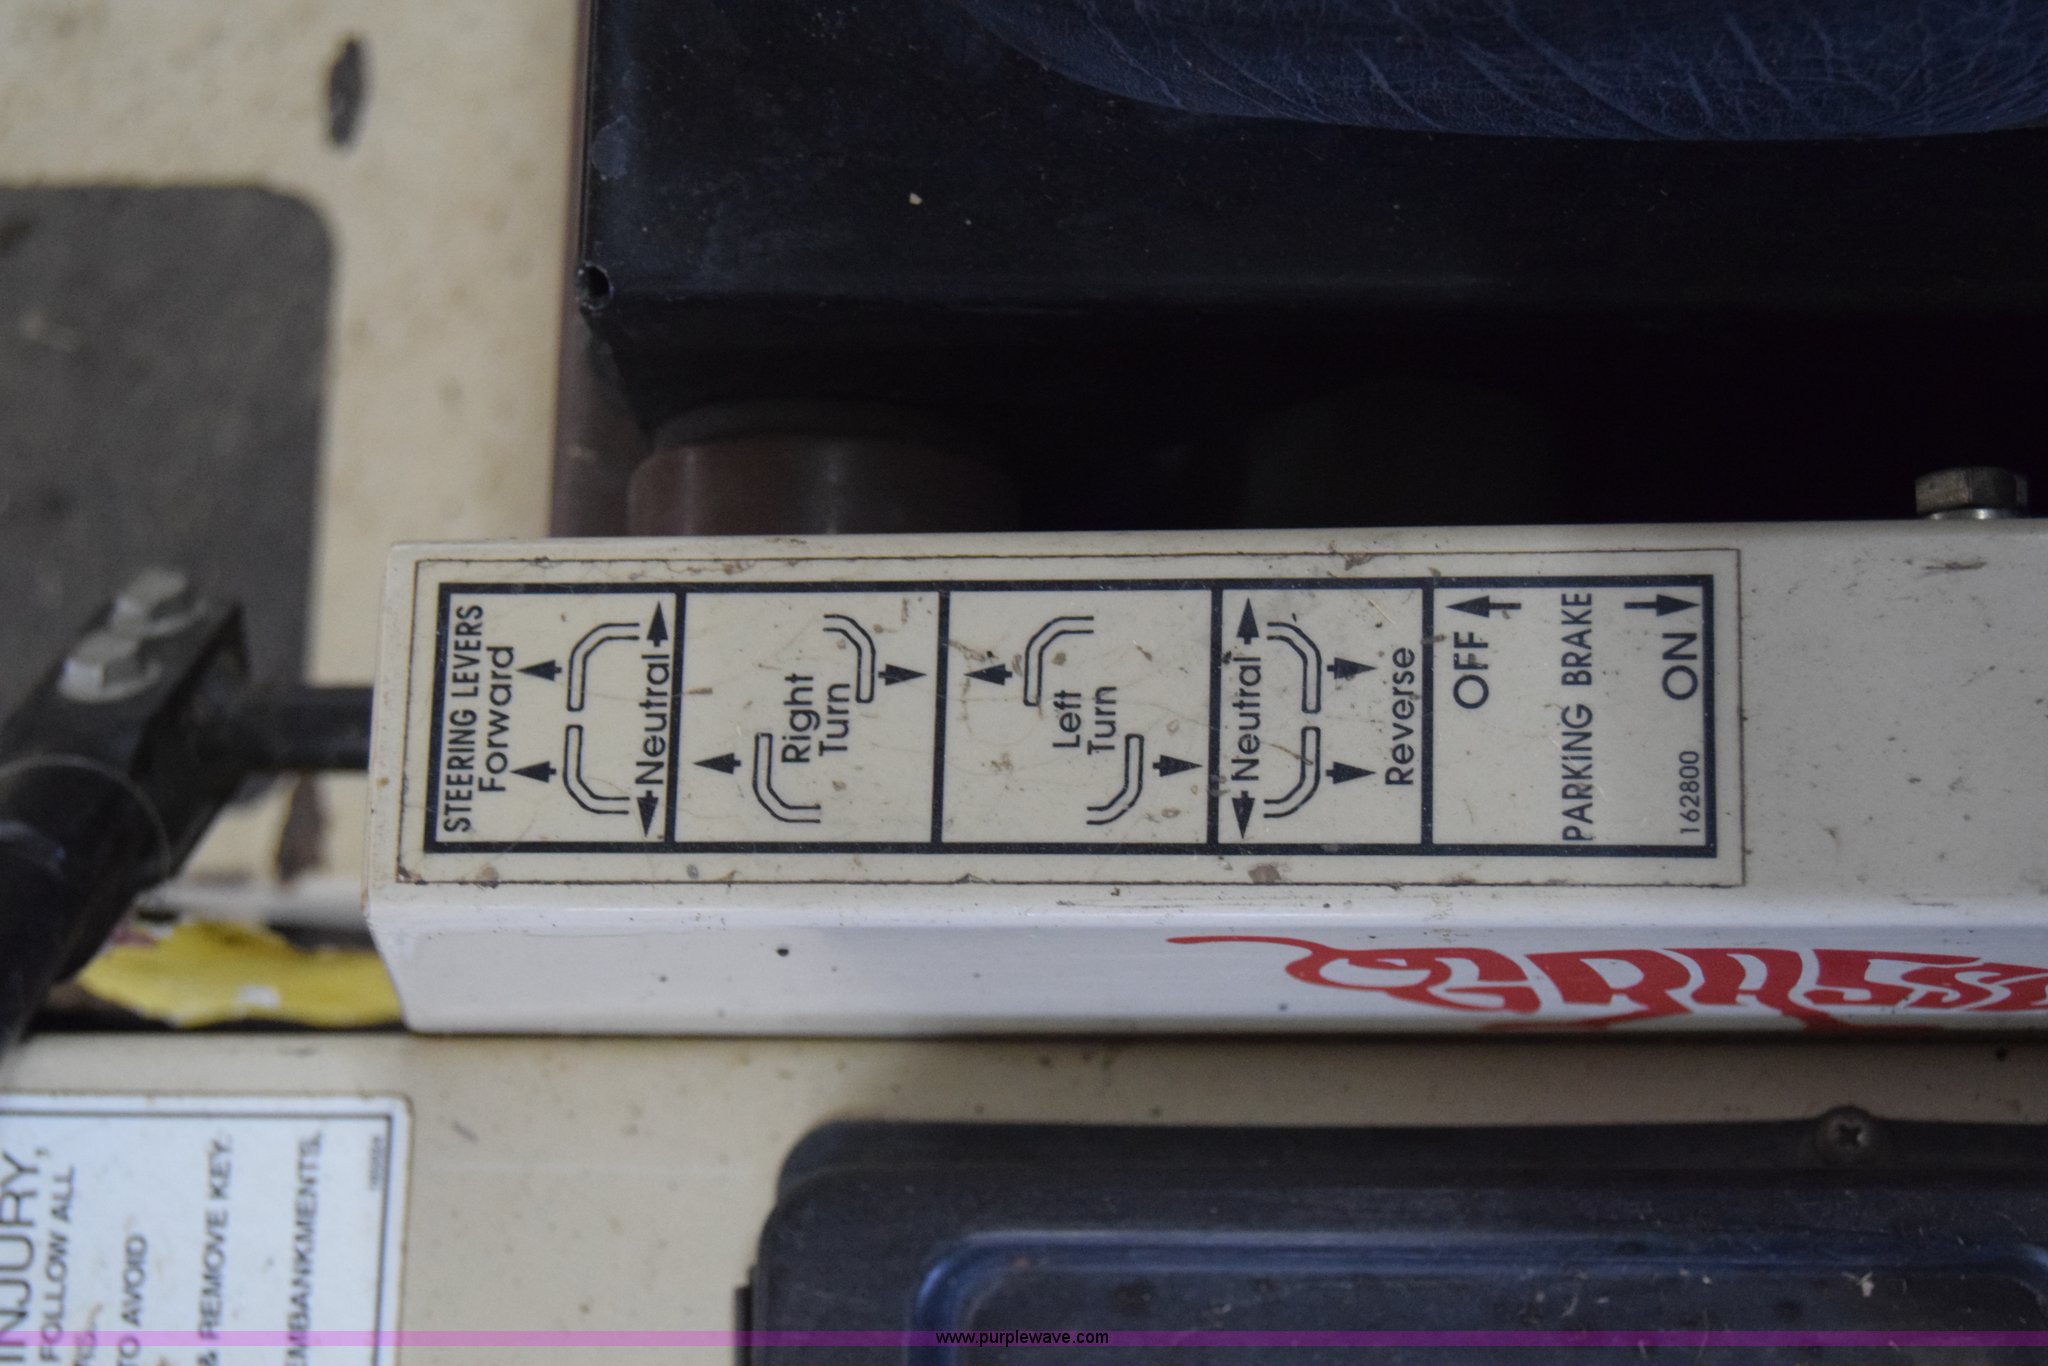 STEERING LEVERS
Forward
Neutral
Right
Turn
Left
Turn
Neutral
Reverse
OFF
PARKING BRAKE
ON
162800
INJURY,
FOLLOW ALL
TO AVOID
& REMOVE KEY.
EMBANKMENTS.
www.purplewave.com